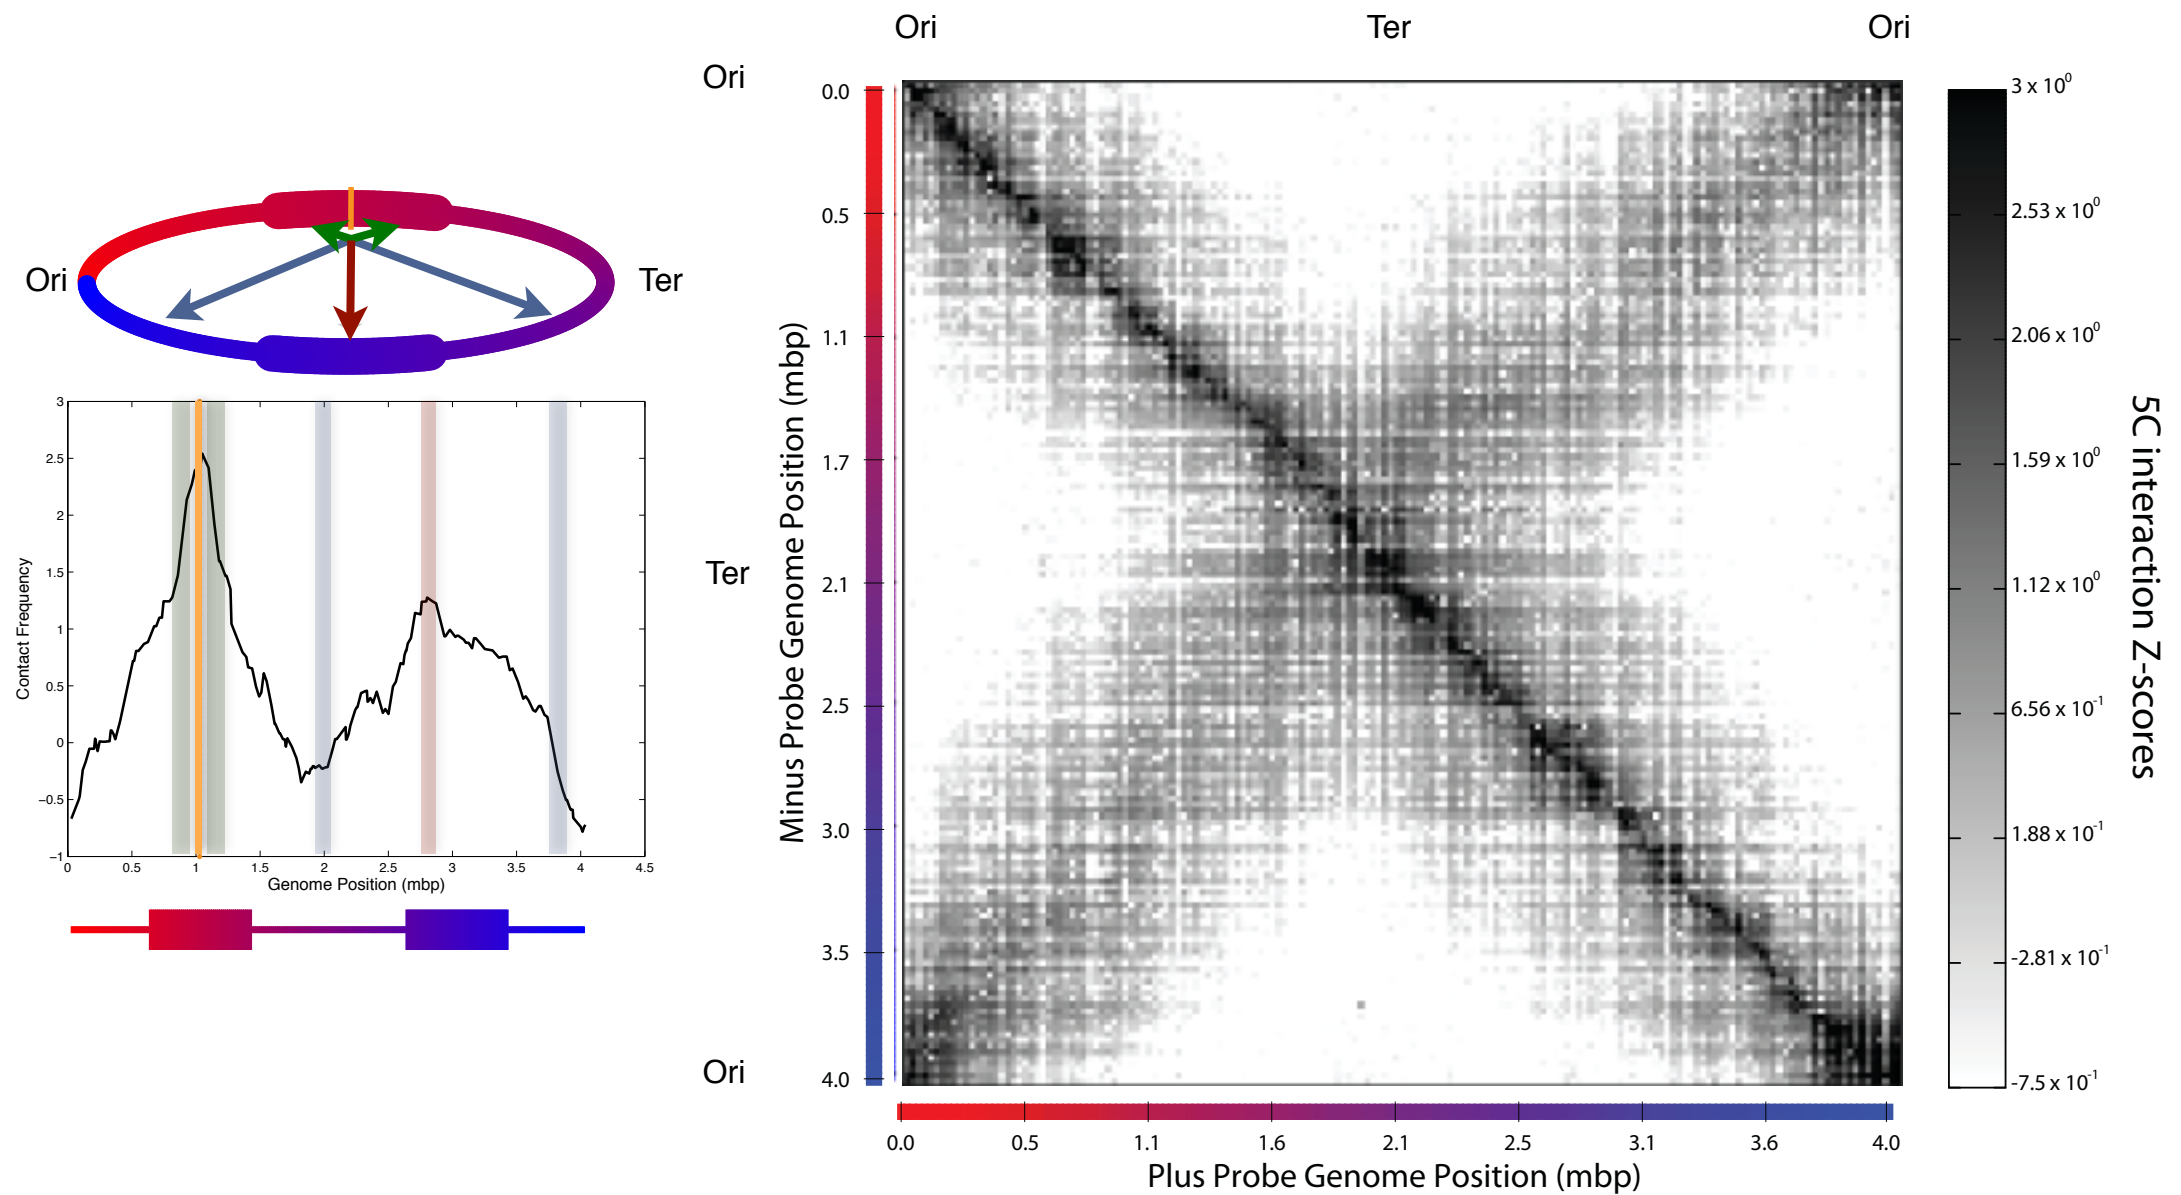 Ori Ter Ori
Ori
Ter
Ori
Ori
Ter
3
2.5
2
1.5
1
0.5
0
−0.5
−1
0 0.5 1 1.5 2 2.5 3 3.5 4 4.5
Contact Frequency
Genome Position (mbp)
0.0
0.5
1.1
1.7
2.1
2.5
3.0
3.5
4.0
Minus Probe Genome Position (mbp)
0.0 0.5 1.1 1.6 2.1 2.5 3.1 3.6 4.0
Plus Probe Genome Position (mbp)
3 x 10⁰
2.53 x 10⁰
2.06 x 10⁰
1.59 x 10⁰
1.12 x 10⁰
6.56 x 10⁻¹
1.88 x 10⁻¹
-2.81 x 10⁻¹
-7.5 x 10⁻¹
5C interaction Z-scores